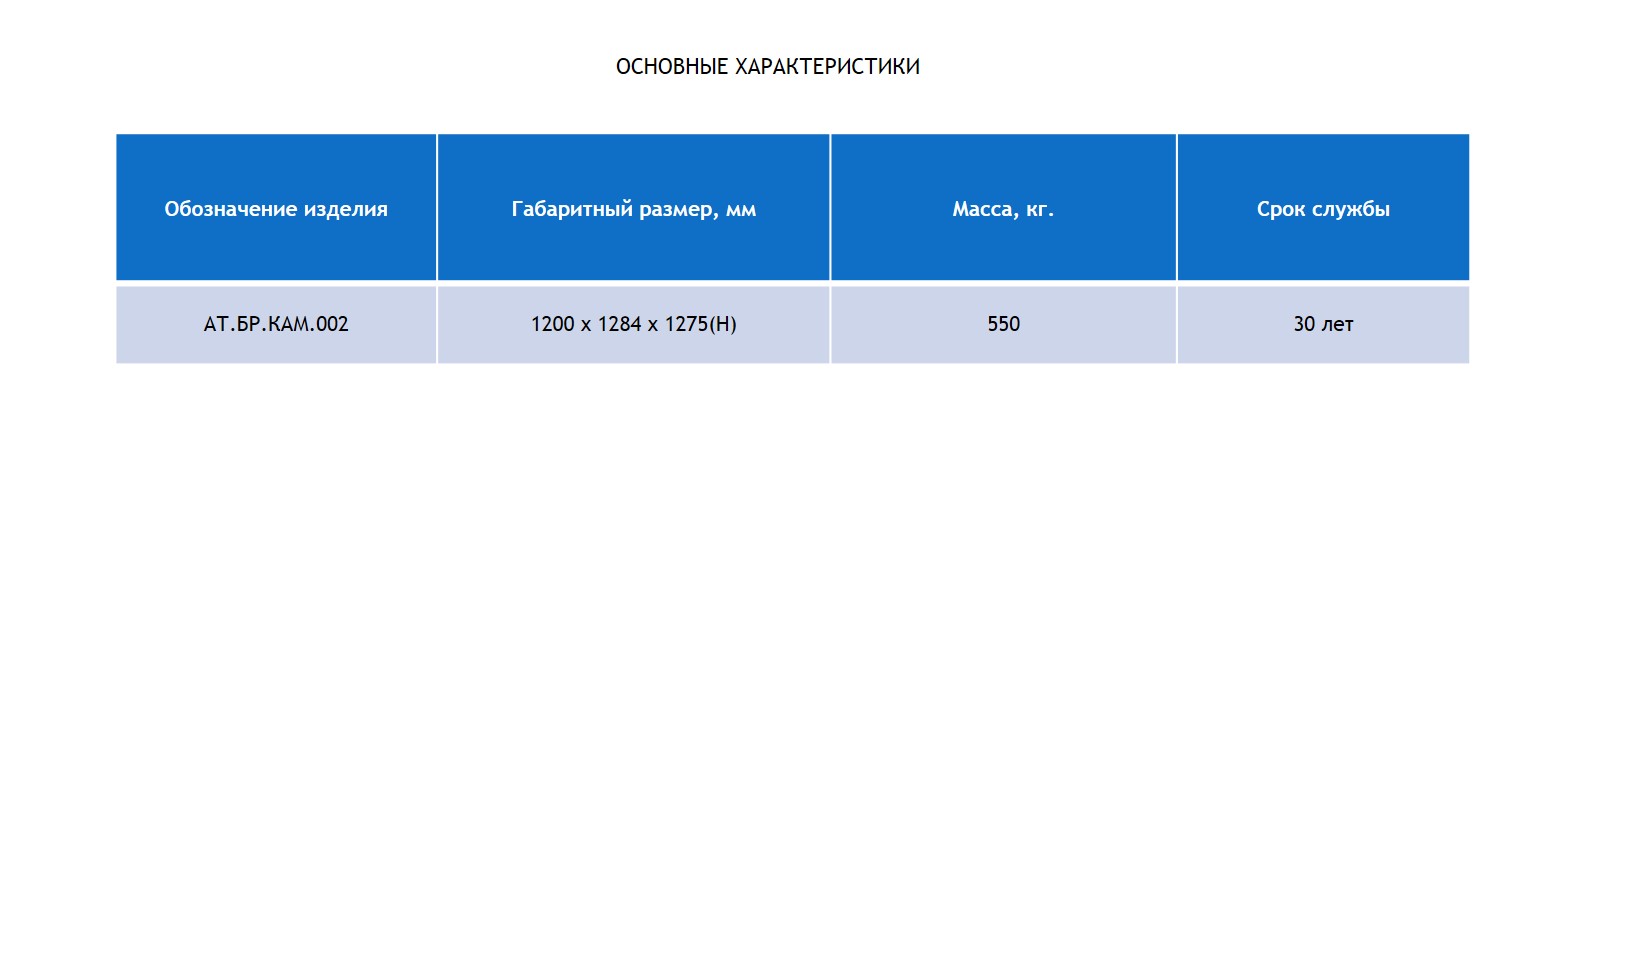 ОСНОВНЫЕ ХАРАКТЕРИСТИКИ
Обозначение изделия Габаритный размер, мм Масса, кг. Срок службы
АТ.БР.КАМ.002 1200 х 1284 х 1275(Н) 550 30 лет